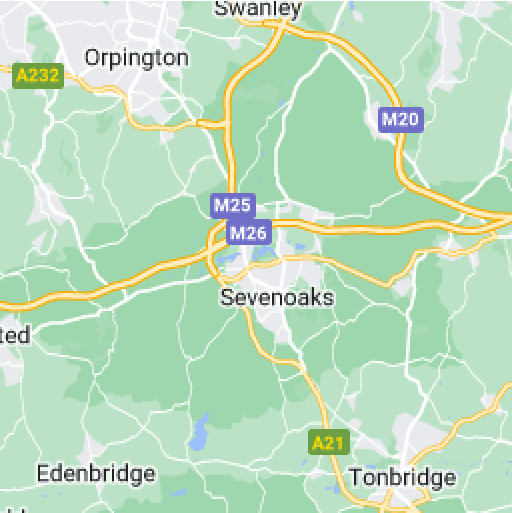 Swanley
Orpington
A232
M20
M25
M26
Sevenoaks
ted
A21
Edenbridge
Tonbridge